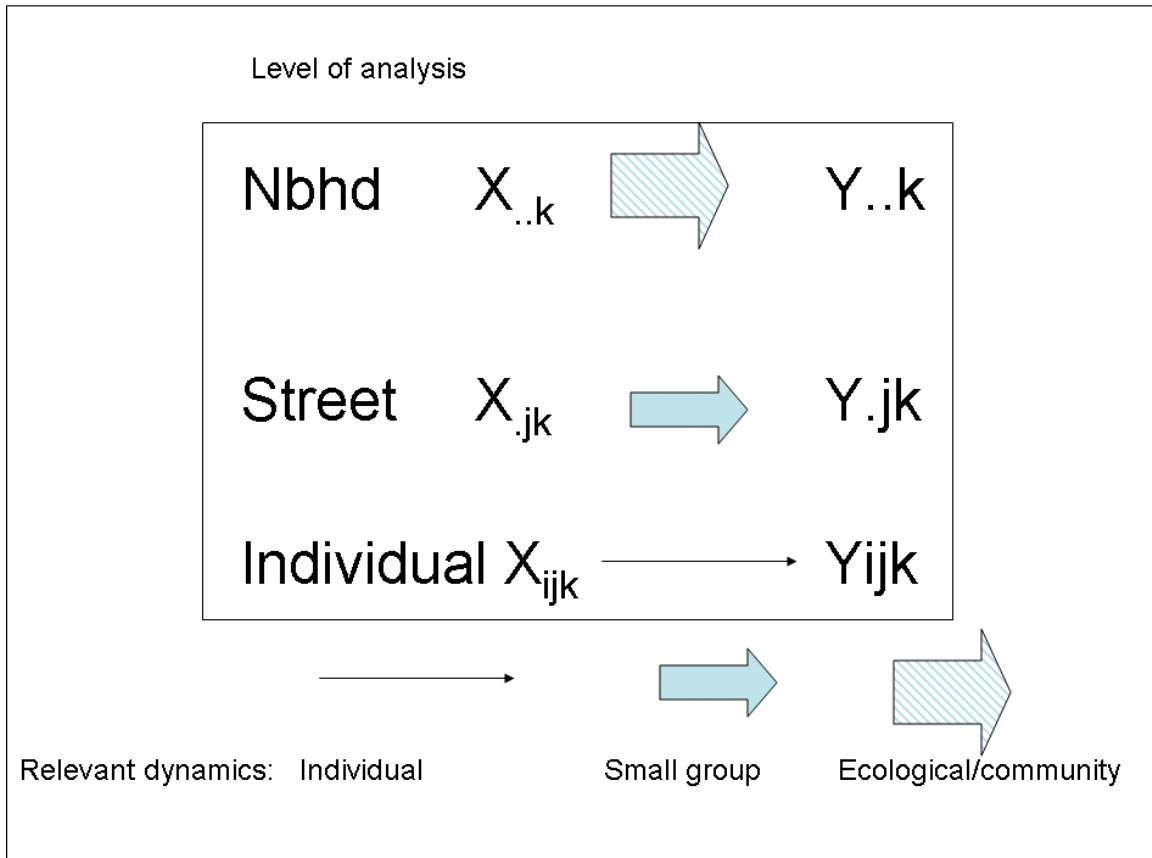 Level of analysis
Nbhd X..k Y..k
Street X.jk Y.jk
Individual Xijk Yijk
Relevant dynamics: Individual Small group Ecological/community